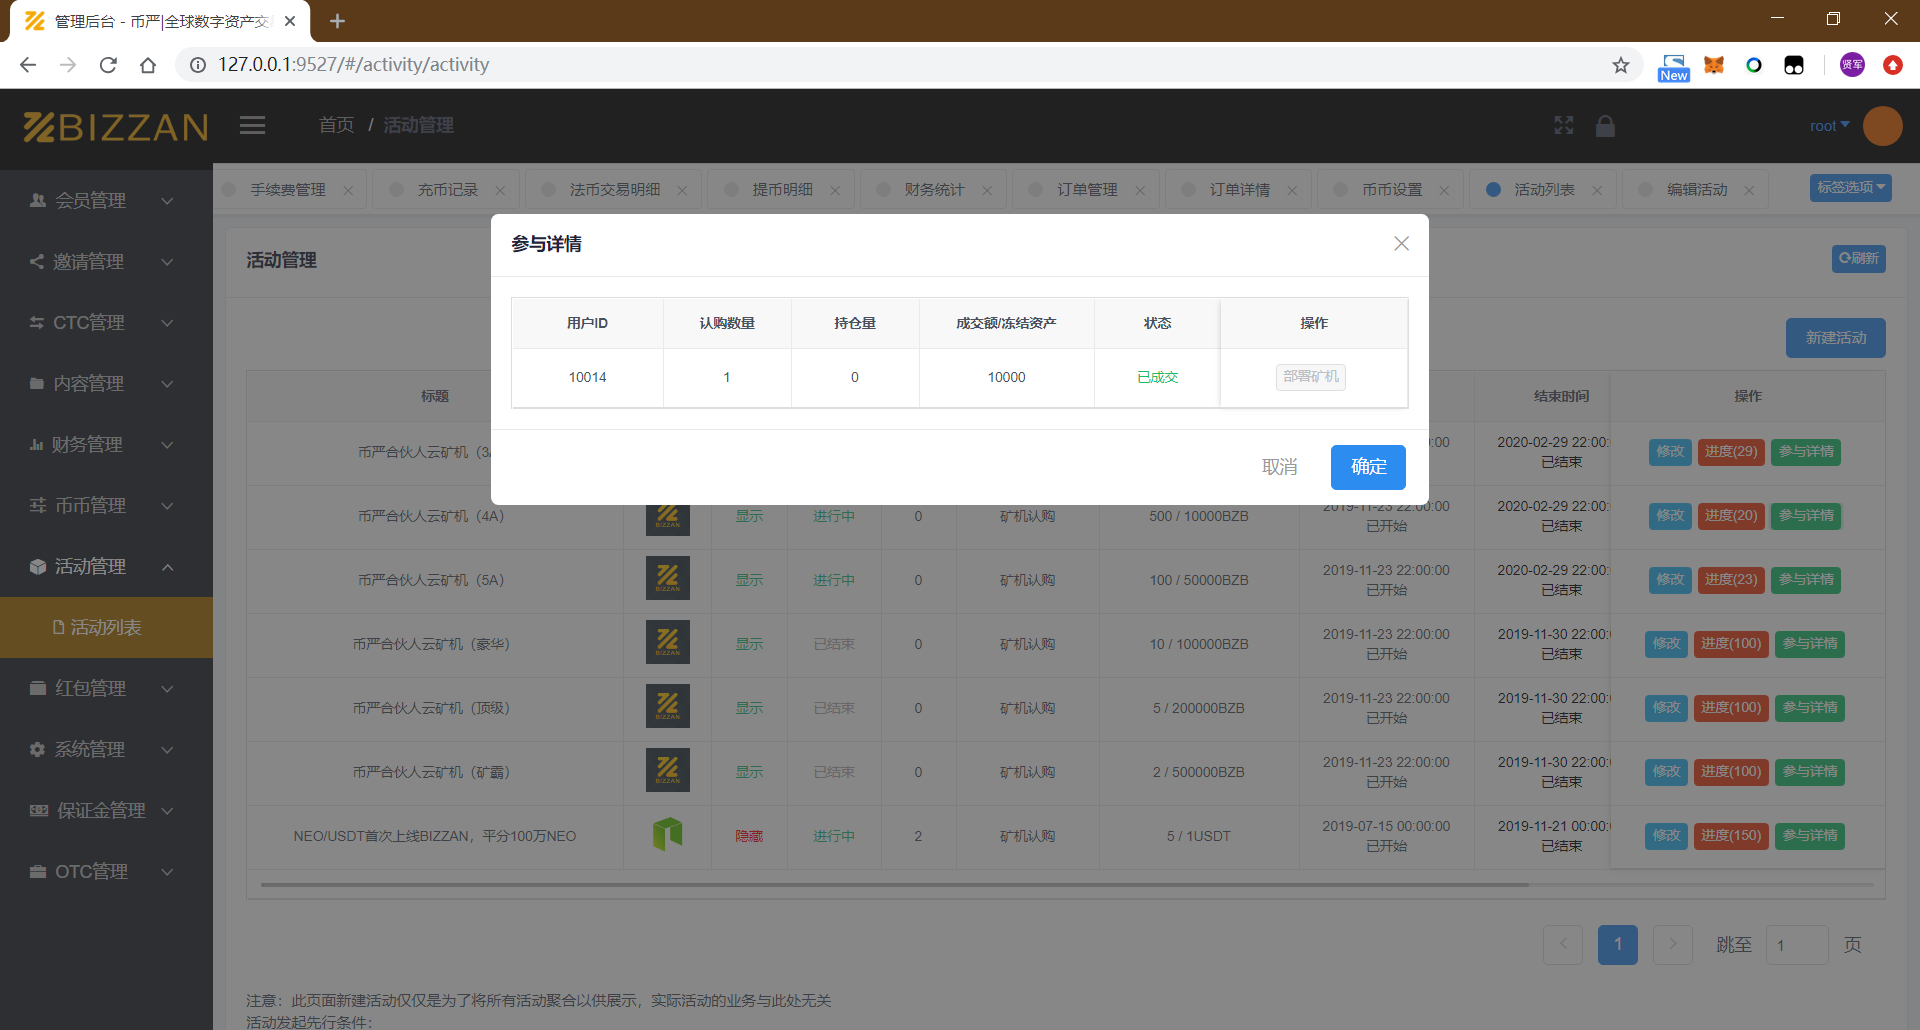 管理后台 - 币严|全球数字资产交
127.0.0.1:9527/#/activity/activity
New
贤军
BIZZAN
首页 / 活动管理
root
会员管理
邀请管理
CTC管理
内容管理
财务管理
币币管理
活动管理
活动列表
红包管理
系统管理
保证金管理
OTC管理
手续费管理
充币记录
法币交易明细
提币明细
财务统计
订单管理
订单详情
币币设置
活动列表
编辑活动
标签选项
活动管理
刷新
新建活动
参与详情
用户ID 认购数量 持仓量 成交额/冻结资产 状态 操作
10014 1 0 10000 已成交 部署矿机
取消 确定
标题 结束时间 操作
币严合伙人云矿机（3 :00 2020-02-29 22:00: 已结束 修改 进度(29) 参与详情
币严合伙人云矿机（4A） BIZZAN 显示 进行中 0 矿机认购 500 / 10000BZB 2019-11-23 22:00:00 已开始 2020-02-29 22:00: 已结束 修改 进度(20) 参与详情
币严合伙人云矿机（5A） BIZZAN 显示 进行中 0 矿机认购 100 / 50000BZB 2019-11-23 22:00:00 已开始 2020-02-29 22:00: 已结束 修改 进度(23) 参与详情
币严合伙人云矿机（豪华） BIZZAN 显示 已结束 0 矿机认购 10 / 100000BZB 2019-11-23 22:00:00 已开始 2019-11-30 22:00: 已结束 修改 进度(100) 参与详情
币严合伙人云矿机（顶级） BIZZAN 显示 已结束 0 矿机认购 5 / 200000BZB 2019-11-23 22:00:00 已开始 2019-11-30 22:00: 已结束 修改 进度(100) 参与详情
币严合伙人云矿机（矿霸） BIZZAN 显示 已结束 0 矿机认购 2 / 500000BZB 2019-11-23 22:00:00 已开始 2019-11-30 22:00: 已结束 修改 进度(100) 参与详情
NEO/USDT首次上线BIZZAN，平分100万NEO 隐藏 进行中 2 矿机认购 5 / 1USDT 2019-07-15 00:00:00 已开始 2019-11-21 00:00: 已结束 修改 进度(150) 参与详情
1 跳至 1 页
注意：此页面新建活动仅仅是为了将所有活动聚合以供展示，实际活动的业务与此处无关
活动发起先行条件：